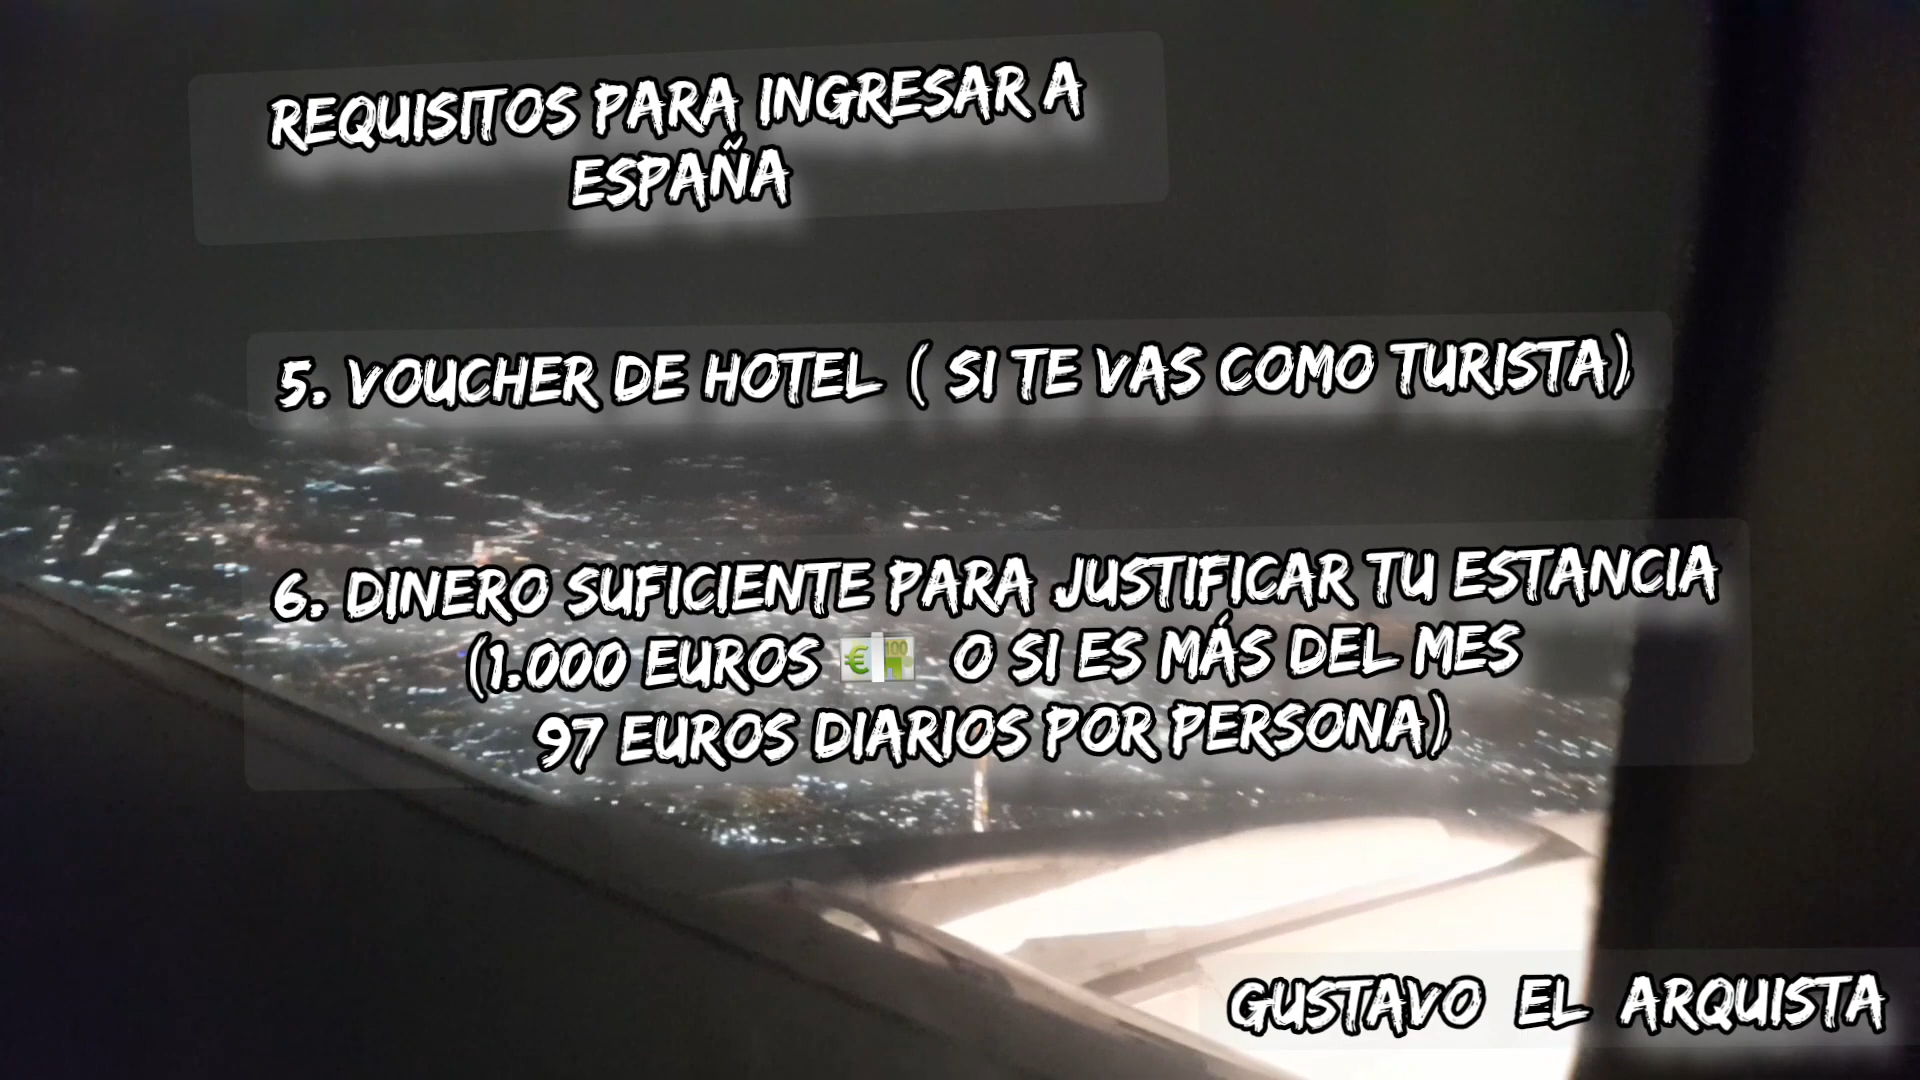 REQUISITOS PARA INGRESAR A
ESPAÑA
5. VOUCHER DE HOTEL ( SI TE VAS COMO TURISTA)
6. DINERO SUFICIENTE PARA JUSTIFICAR TU ESTANCIA
(1.000 EUROS 💶 O SI ES MÁS DEL MES
97 EUROS DIARIOS POR PERSONA)
GUSTAVO EL ARQUISTA